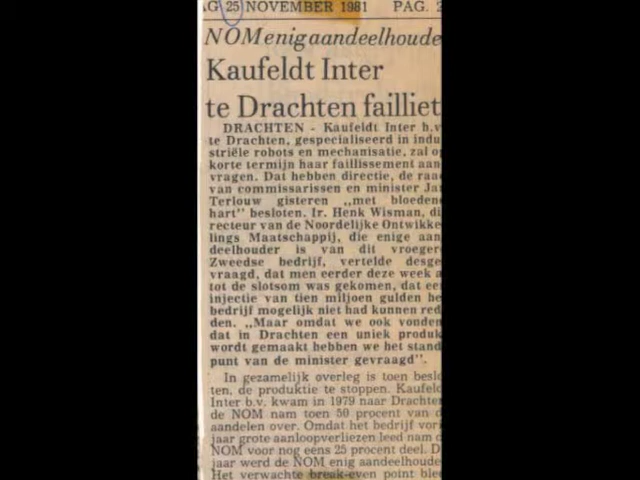 AG 25 NOVEMBER 1981 PAG. 2
NOM enig aandeelhoude
Kaufeldt Inter
te Drachten failliet
DRACHTEN - Kaufeldt Inter b.v
te Drachten, gespecialiseerd in indu
striële robots en mechanisatie, zal op
korte termijn haar faillissement aan
vragen. Dat hebben directie, de raa
van commissarissen en minister Ja
Terlouw gisteren ,,met bloeden
hart" besloten. Ir. Henk Wisman, di
recteur van de Noordelijke Ontwikke
lings Maatschappij, die enige aan
deelhouder is van dit vroeger
Zweedse bedrijf, vertelde desge
vraagd, dat men eerder deze week a
tot de slotsom was gekomen, dat ee
injectie van tien miljoen gulden he
bedrijf mogelijk niet had kunnen red
den. ,,Maar omdat we ook vonden
dat in Drachten een uniek produk
wordt gemaakt hebben we het stand
punt van de minister gevraagd".
In gezamelijk overleg is toen beslo
ten, de produktie te stoppen. Kaufeld
Inter b.v. kwam in 1979 naar Drachten
de NOM nam toen 50 procent van d
aandelen over. Omdat het bedrijf vori
jaar grote aanloopverliezen leed nam d
NOM voor nog eens 25 procent deel. D
jaar werd de NOM enig aandeelhoude
Het verwachte break-even point blee